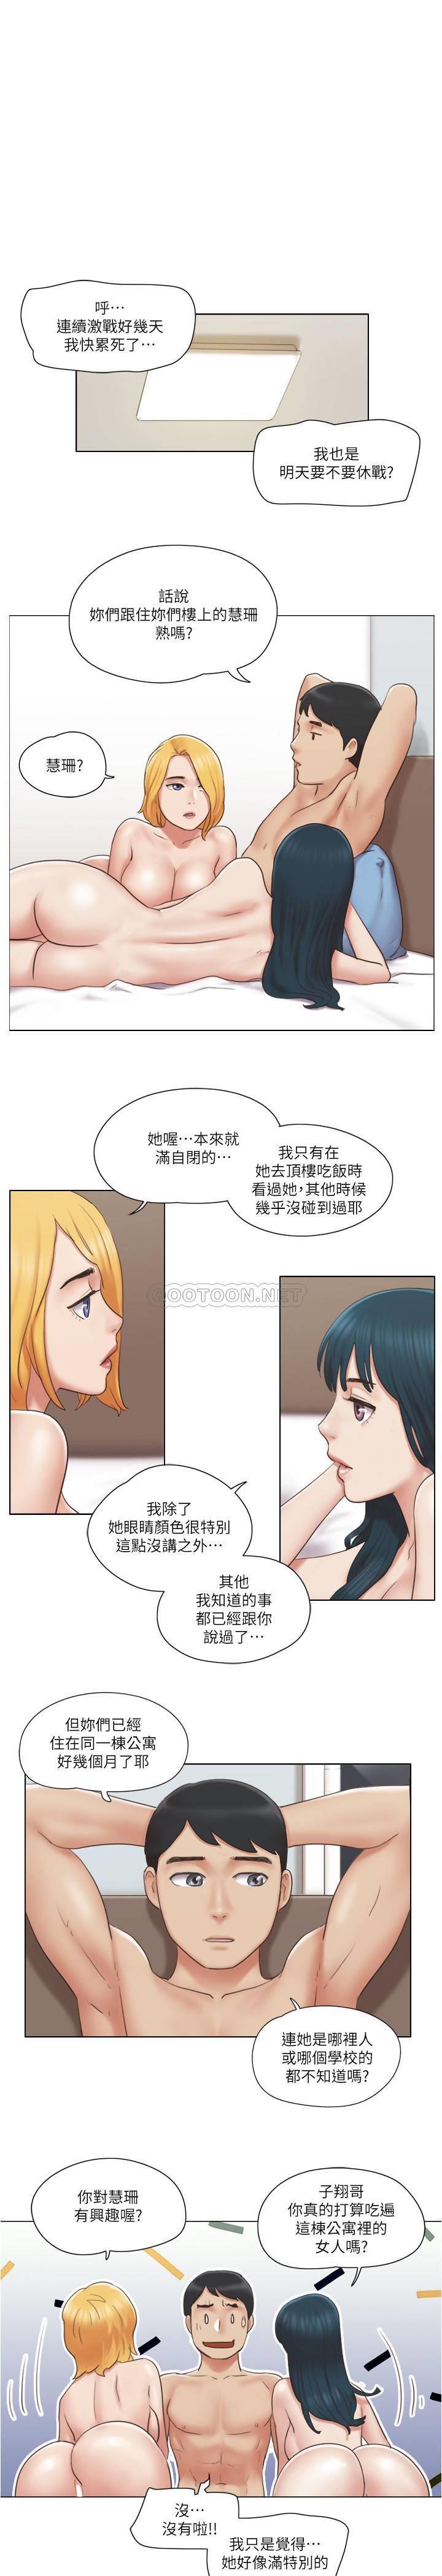 呼…
連續激戰好幾天
我快累死了…
我也是
明天要不要休戰?
話說
妳們跟住妳們樓上的慧珊
熟嗎?
慧珊?
她喔…本來就
滿自閉的…
我只有在
她去頂樓吃飯時
看過她,其他時候
幾乎沒碰到過耶
GOOTOON.NET
我除了
她眼睛顏色很特別
這點沒講之外…
其他
我知道的事
都已經跟你
說過了…
但妳們已經
住在同一棟公寓
好幾個月了耶
連她是哪裡人
或哪個學校的
都不知道嗎?
你對慧珊
有興趣喔?
子翔哥
你真的打算吃遍
這棟公寓裡的
女人嗎?
沒…
沒有啦!!
我只是覺得…
她好像滿特別的